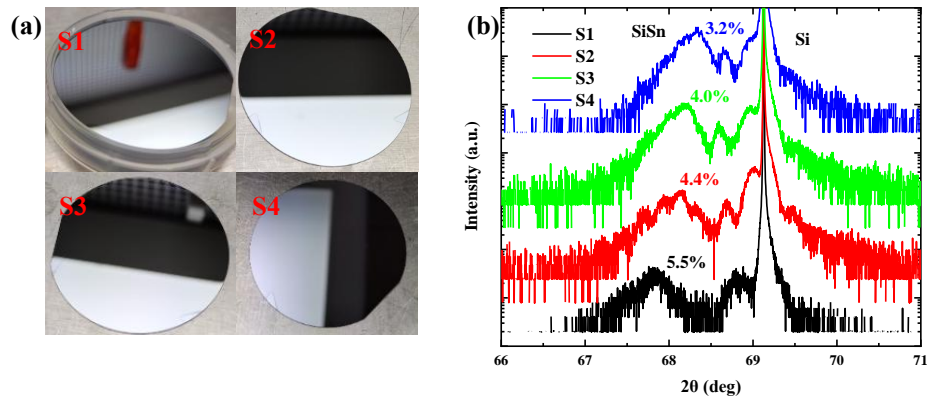 (a)
S1
S2
S3
S4
(b)
S1
S2
S3
S4
SiSn
3.2%
Si
4.0%
4.4%
5.5%
Intensity (a.u.)
66 67 68 69 70 71
2θ (deg)